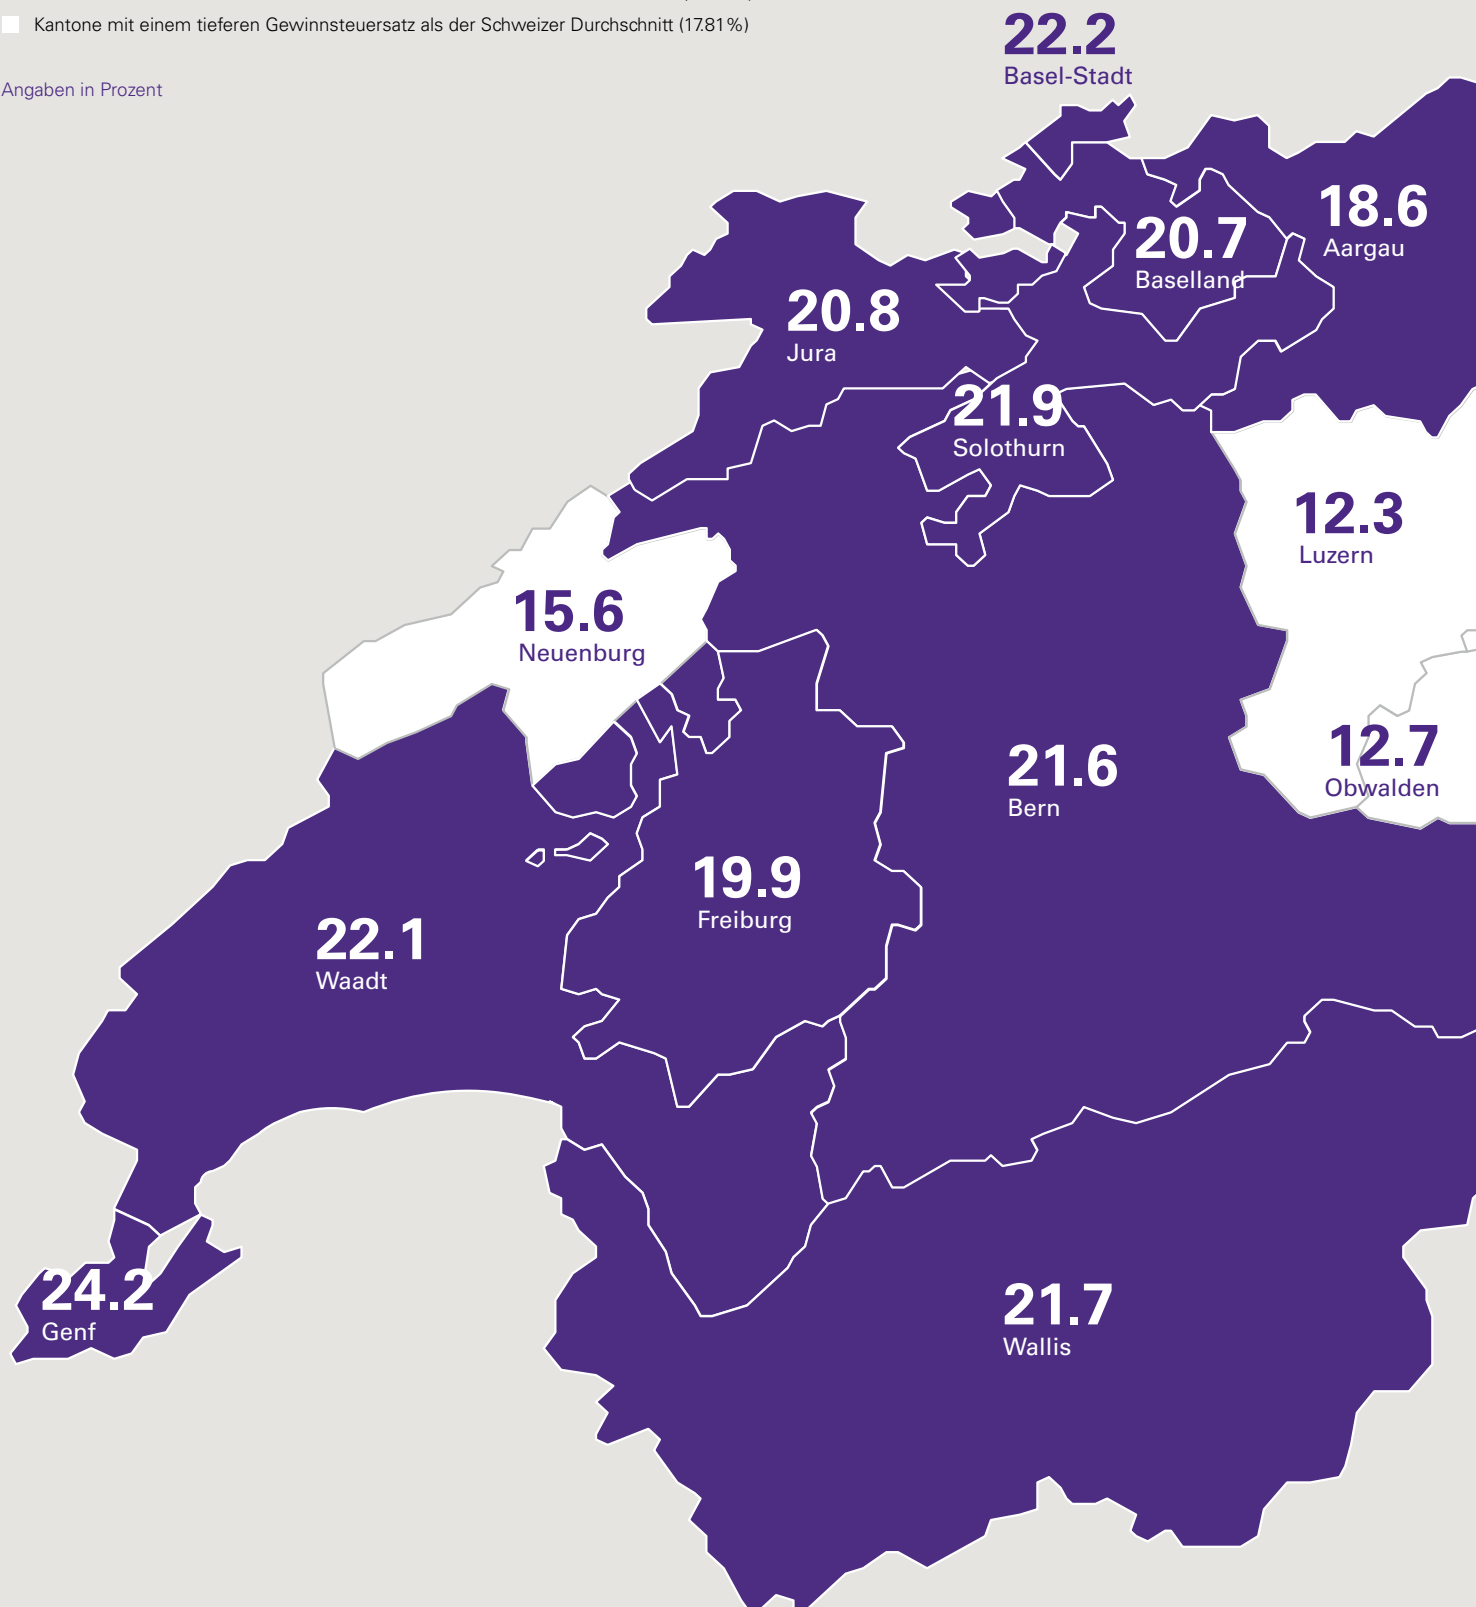 Kantone mit einem tieferen Gewinnsteuersatz als der Schweizer Durchschnitt (17.81%)
Angaben in Prozent
22.2
Basel-Stadt
18.6
Aargau
20.7
Baselland
20.8
Jura
21.9
Solothurn
12.3
Luzern
15.6
Neuenburg
12.7
Obwalden
21.6
Bern
19.9
Freiburg
22.1
Waadt
24.2
Genf
21.7
Wallis